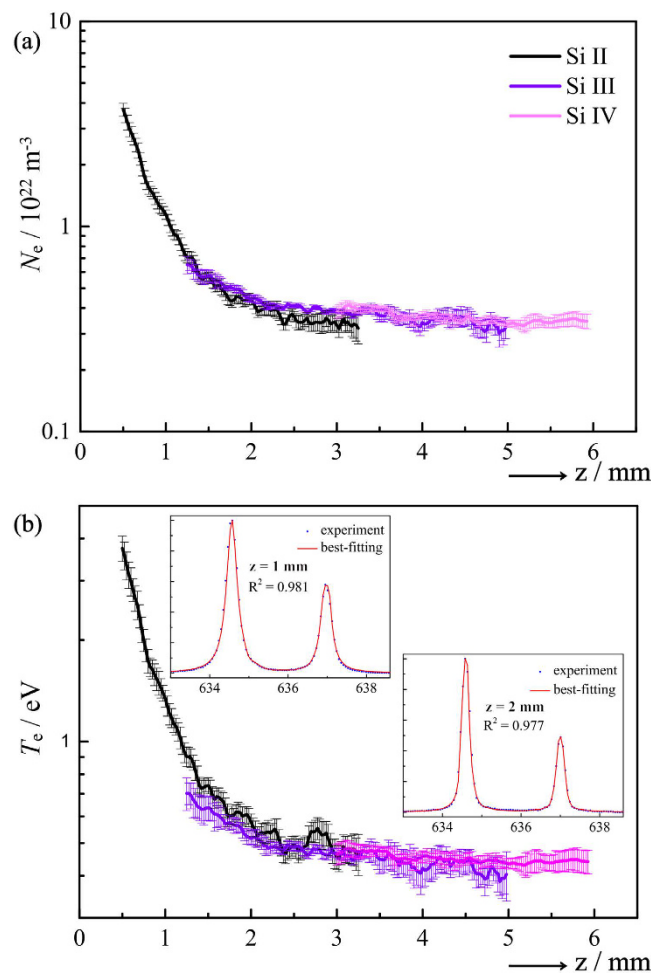 (a)
10
1
0.1
Nₑ / 10²² m⁻³
Si II
Si III
Si IV
0 1 2 3 4 5 6
z / mm
(b)
1
Tₑ / eV
experiment
best-fitting
z = 1 mm
R² = 0.981
634 636 638
experiment
best-fitting
z = 2 mm
R² = 0.977
634 636 638
0 1 2 3 4 5 6
z / mm